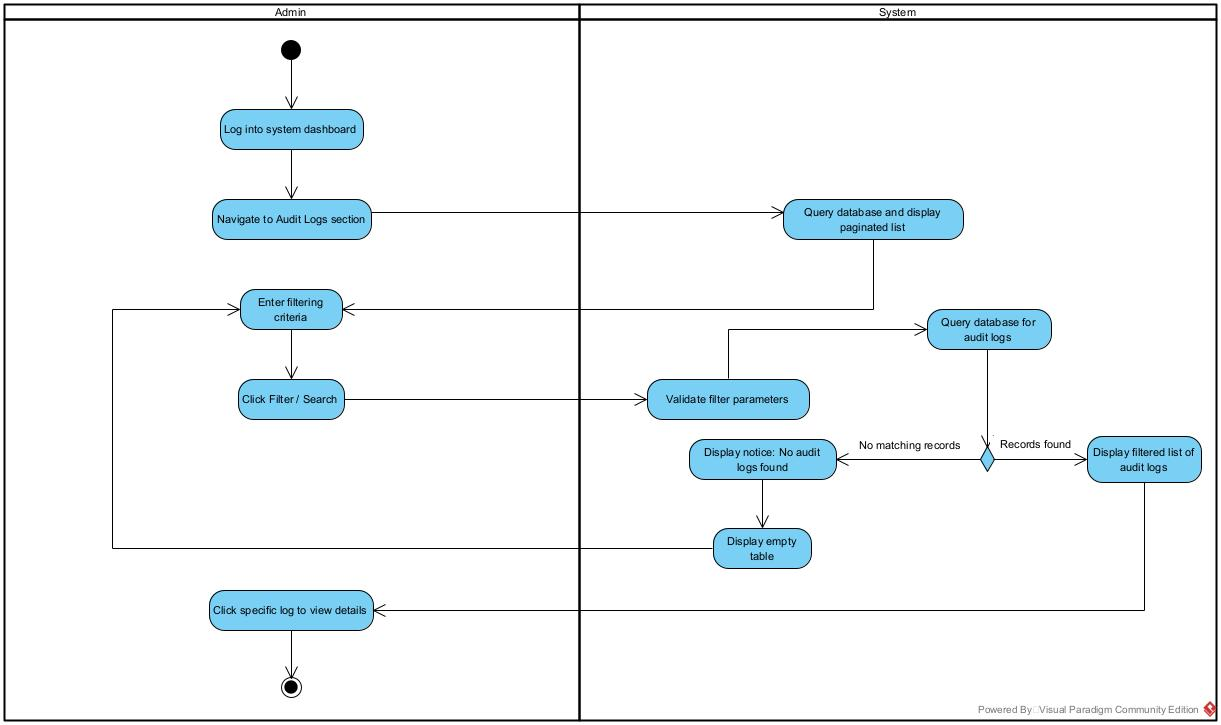 Admin
System
Log into system dashboard
Navigate to Audit Logs section
Query database and display
paginated list
Enter filtering
criteria
Query database for
audit logs
Click Filter / Search
Validate filter parameters
No matching records
Records found
Display notice: No audit
logs found
Display filtered list of
audit logs
Display empty
table
Click specific log to view details
Powered By Visual Paradigm Community Edition